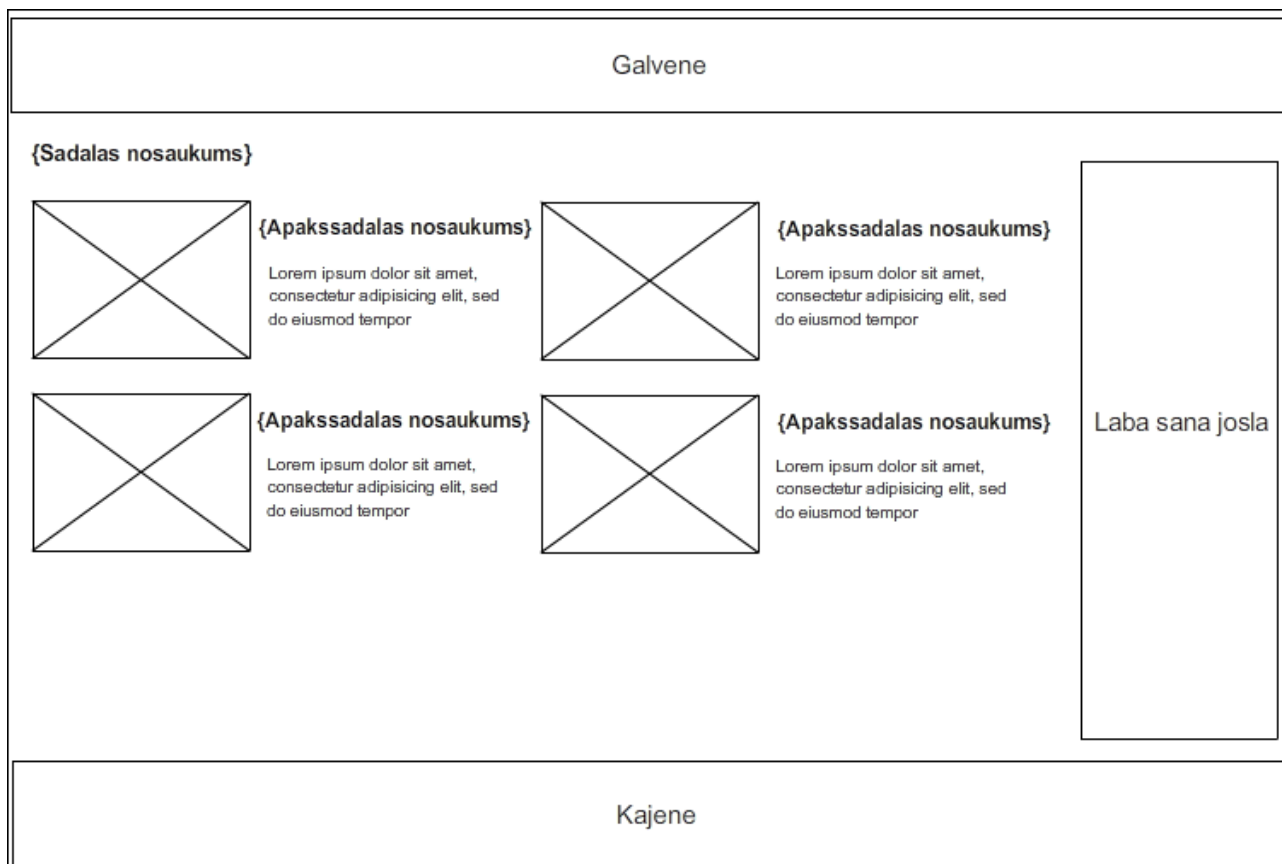 Galvene
{Sadalas nosaukums}
{Apakssadalas nosaukums}
Lorem ipsum dolor sit amet,
consectetur adipisicing elit, sed
do eiusmod tempor
{Apakssadalas nosaukums}
Lorem ipsum dolor sit amet,
consectetur adipisicing elit, sed
do eiusmod tempor
{Apakssadalas nosaukums}
Lorem ipsum dolor sit amet,
consectetur adipisicing elit, sed
do eiusmod tempor
{Apakssadalas nosaukums}
Lorem ipsum dolor sit amet,
consectetur adipisicing elit, sed
do eiusmod tempor
Laba sana josla
Kajene